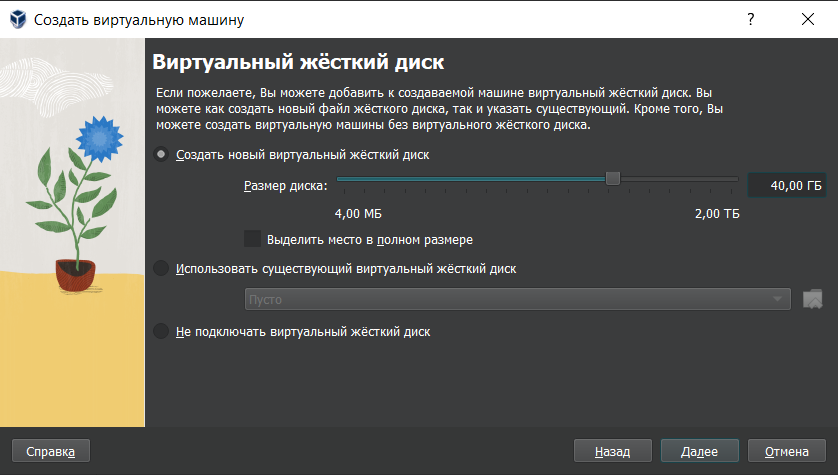 Создать виртуальную машину
?
Виртуальный жёсткий диск
Если пожелаете, Вы можете добавить к создаваемой машине виртуальный жёсткий диск. Вы
можете как создать новый файл жёсткого диска, так и указать существующий. Кроме того, Вы
можете создать виртуальную машины без виртуального жёсткого диска.
Создать новый виртуальный жёсткий диск
Размер диска:
40,00 ГБ
4,00 МБ
2,00 ТБ
Выделить место в полном размере
Использовать существующий виртуальный жёсткий диск
Пусто
Не подключать виртуальный жёсткий диск
Справка
Назад
Далее
Отмена